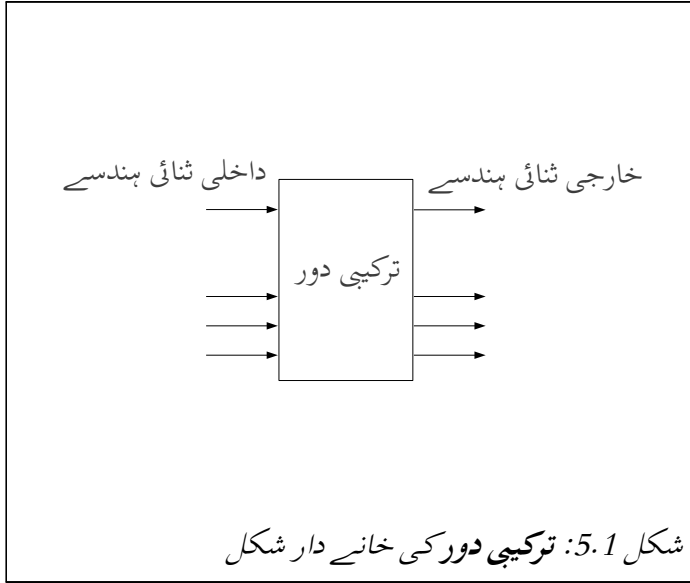 خارجی ثنائی ہندسے
داخلی ثنائی ہندسے
ترکیبی دور
شکل 5.1: ترکیبی دور کی خانے دار شکل